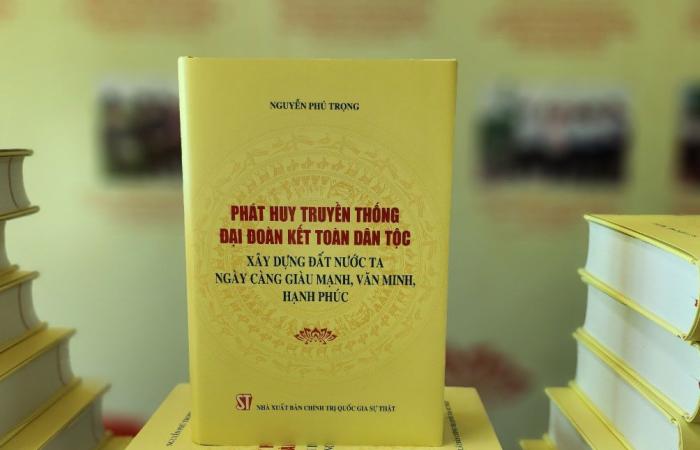 NGUYỄN PHÚ TRỌNG
PHÁT HUY TRUYỀN THỐNG
ĐẠI ĐOÀN KẾT TOÀN DÂN TỘC
XÂY DỰNG ĐẤT NƯỚC TA
NGÀY CÀNG GIÀU MẠNH, VĂN MINH,
HẠNH PHÚC
ST NHÀ XUẤT BẢN CHÍNH TRỊ QUỐC GIA SỰ THẬT